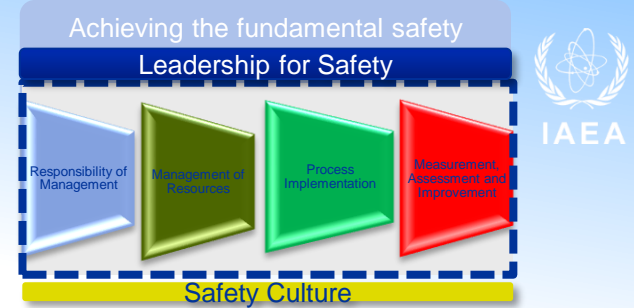 Achieving the fundamental safety
Leadership for Safety
Responsibility of
Management
Management of
Resources
Process
Implementation
Measurement,
Assessment and
Improvement
Safety Culture
IAEA